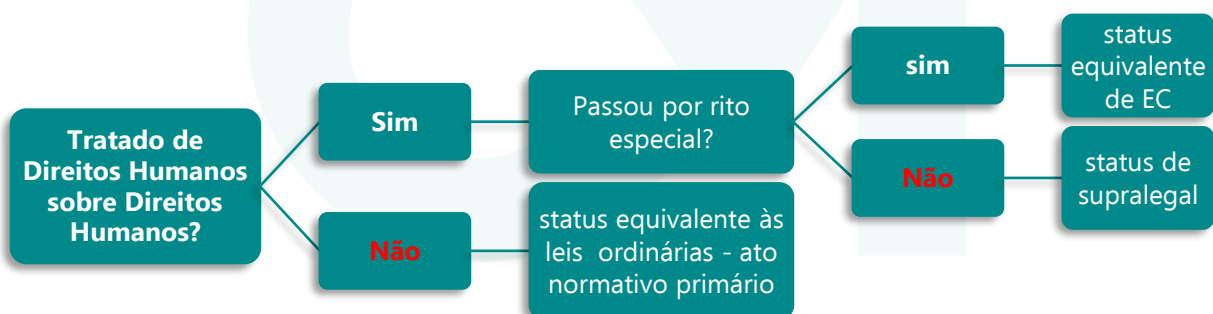 Tratado de
Direitos Humanos
sobre Direitos
Humanos?
Sim
Passou por rito
especial?
sim
status
equivalente
de EC
Não
status de
supralegal
Não
status equivalente às
leis ordinárias - ato
normativo primário